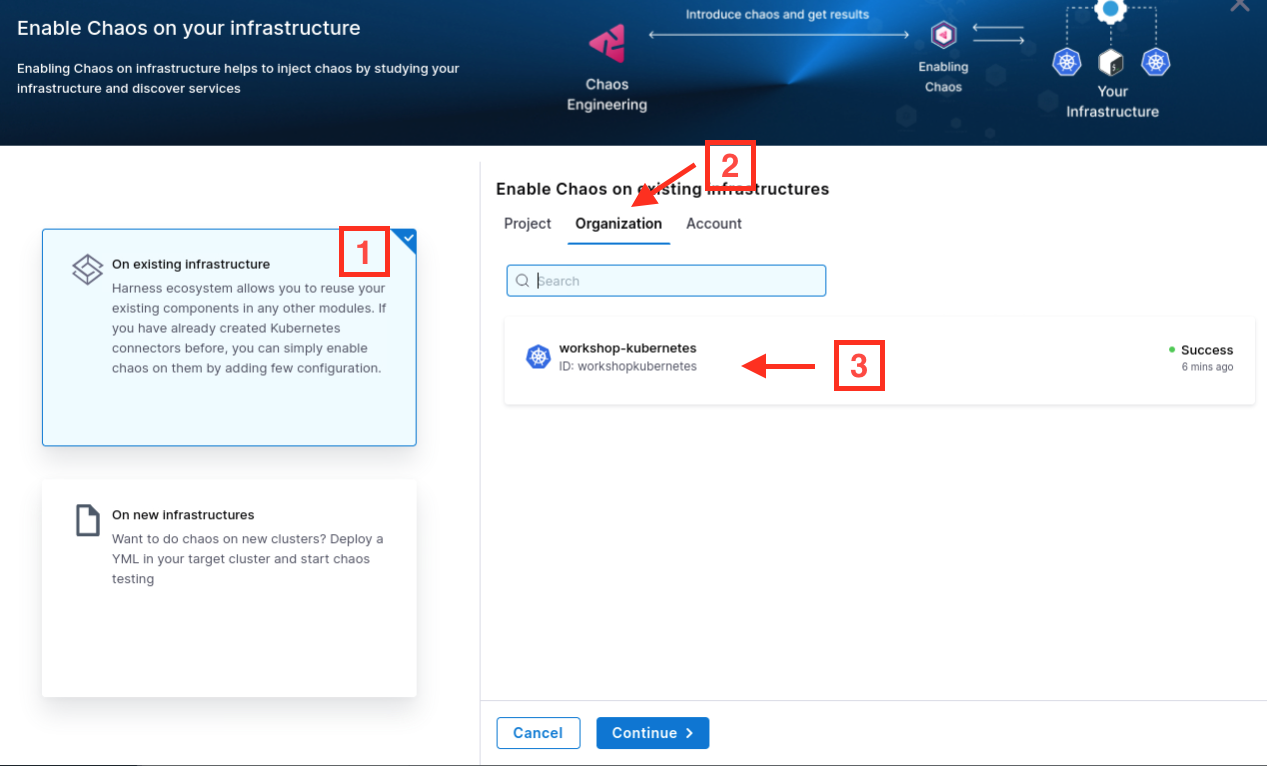 Enable Chaos on your infrastructure
Enabling Chaos on infrastructure helps to inject chaos by studying your
infrastructure and discover services
Introduce chaos and get results
Chaos
Engineering
Enabling
Chaos
Your
Infrastructure
1
On existing infrastructure
Harness ecosystem allows you to reuse your
existing components in any other modules. If
you have already created Kubernetes
connectors before, you can simply enable
chaos on them by adding few configuration.
On new infrastructures
Want to do chaos on new clusters? Deploy a
YML in your target cluster and start chaos
testing
2
Enable Chaos on existing infrastructures
Project Organization Account
Search
workshop-kubernetes
ID: workshopkubernetes
3
Success
6 mins ago
Cancel
Continue